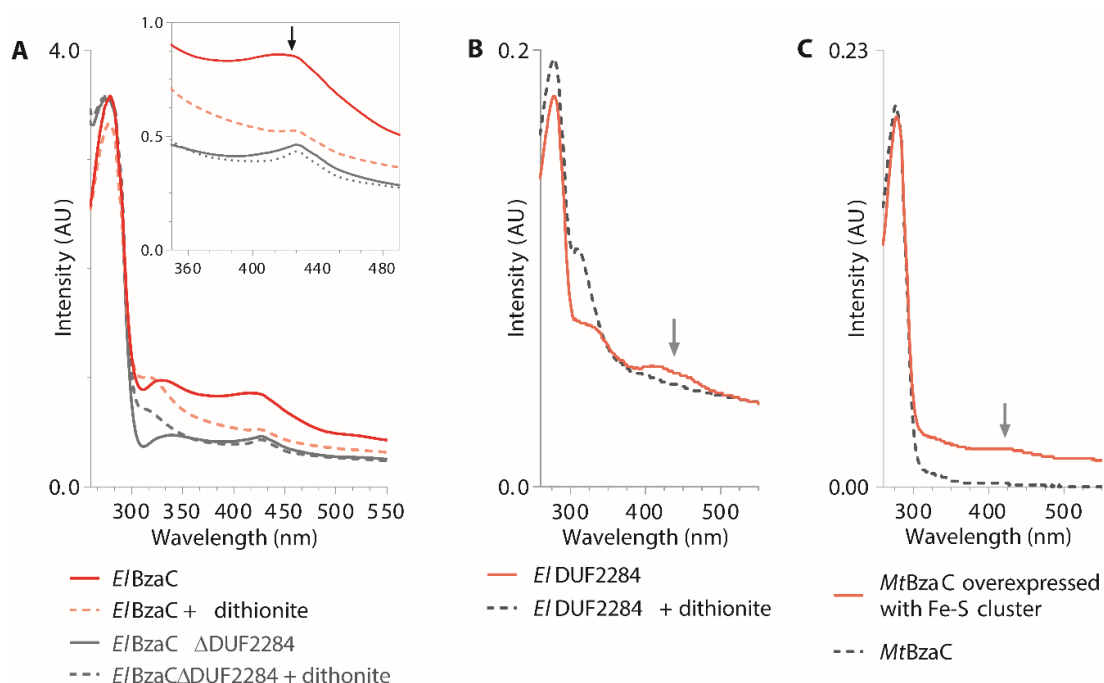 A
4.0
Intensity (AU)
0.0
300
350
400
450
500
550
Wavelength (nm)
1.0
0.5
0.0
360
400
440
480
ElBzaC
ElBzaC + dithionite
ElBzaC ΔDUF2284
ElBzaCΔDUF2284 + dithonite
B
0.2
Intensity (AU)
0.0
300
400
500
Wavelength (nm)
El DUF2284
El DUF2284 + dithionite
C
0.23
Intensity (AU)
0.00
300
400
500
Wavelength (nm)
MtBzaC overexpressed
with Fe-S cluster
MtBzaC